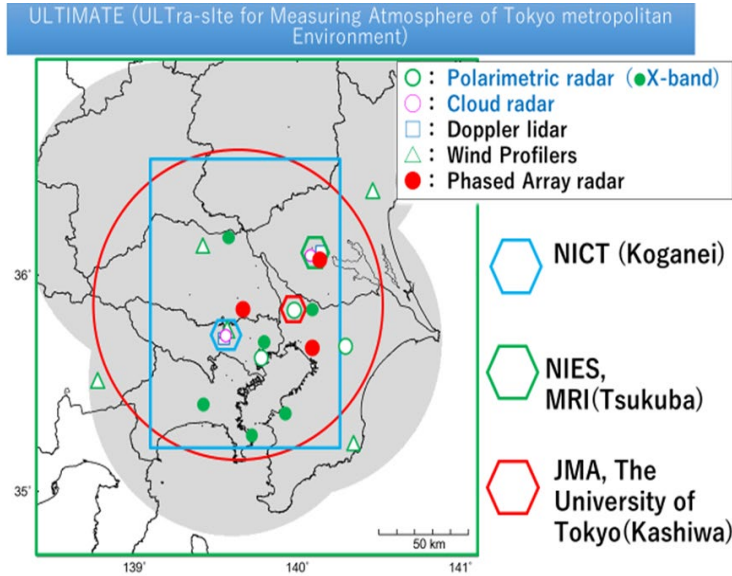 ULTIMATE (ULTra-sIte for Measuring Atmosphere of Tokyo metropolitan
Environment)
: Polarimetric radar (●X-band)
: Cloud radar
: Doppler lidar
: Wind Profilers
: Phased Array radar
NICT (Koganei)
NIES,
MRI(Tsukuba)
JMA, The
University of
Tokyo(Kashiwa)
36°
35°
50 km
139° 140° 141°